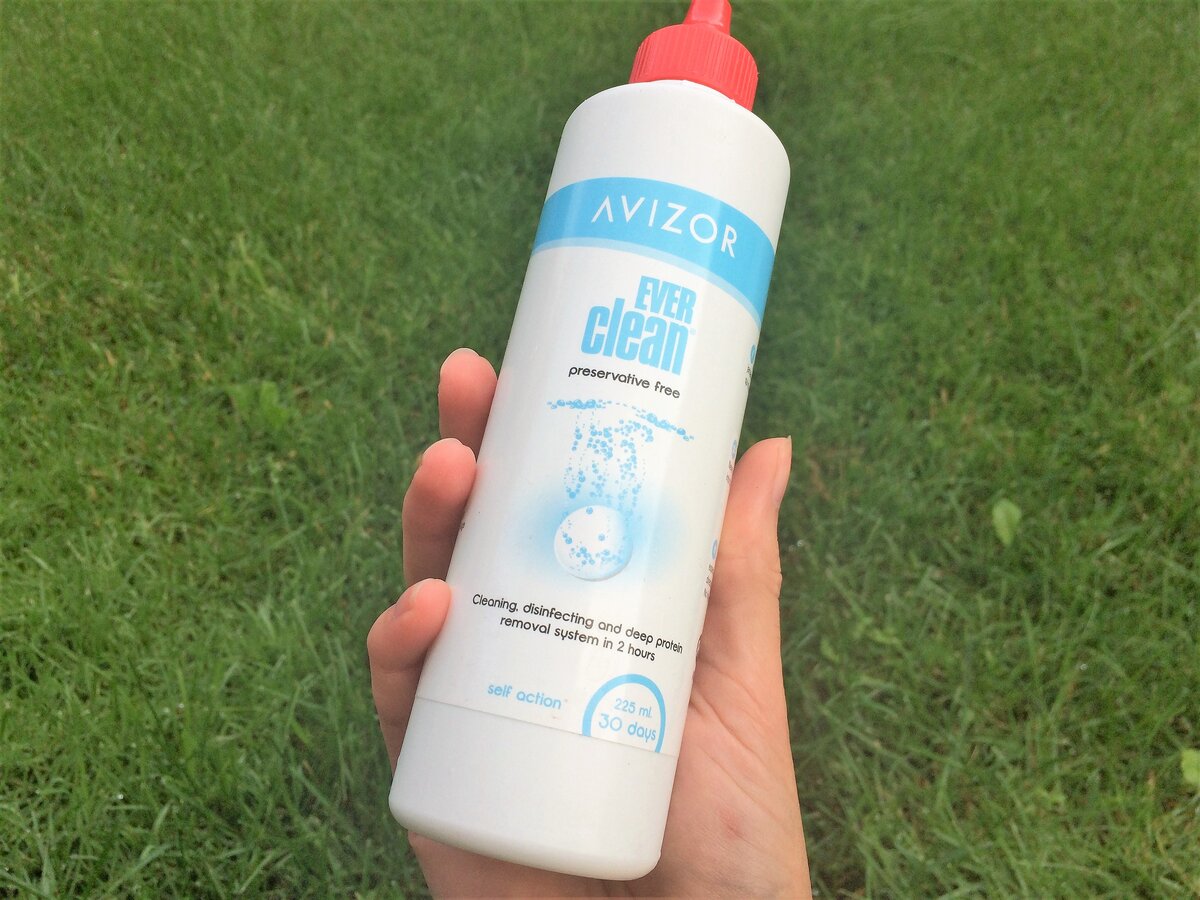 AVIZOR
EVER
clean®
preservative free
Cleaning, disinfecting and deep protein
removal system in 2 hours
self action
225 ml.
30 days